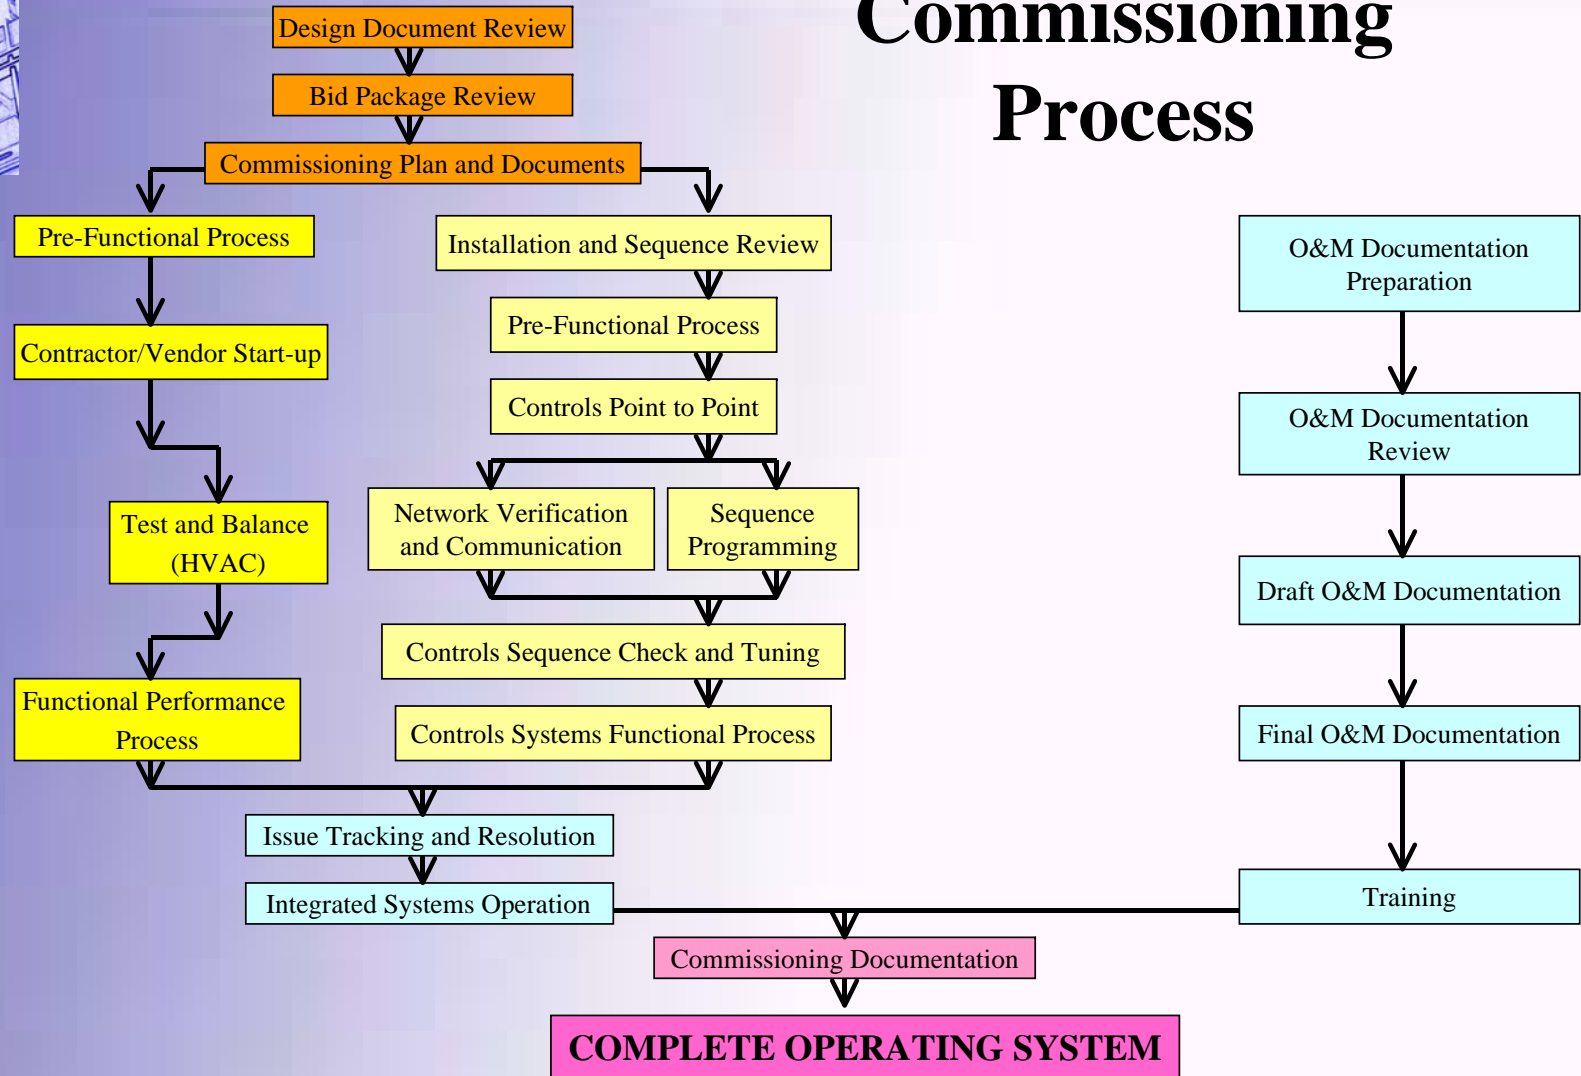 Commissioning
Process
Design Document Review
Bid Package Review
Commissioning Plan and Documents
Pre-Functional Process
Contractor/Vendor Start-up
Test and Balance
(HVAC)
Functional Performance
Process
Installation and Sequence Review
Pre-Functional Process
Controls Point to Point
Network Verification
and Communication
Sequence
Programming
Controls Sequence Check and Tuning
Controls Systems Functional Process
Issue Tracking and Resolution
Integrated Systems Operation
O&M Documentation
Preparation
O&M Documentation
Review
Draft O&M Documentation
Final O&M Documentation
Training
Commissioning Documentation
COMPLETE OPERATING SYSTEM